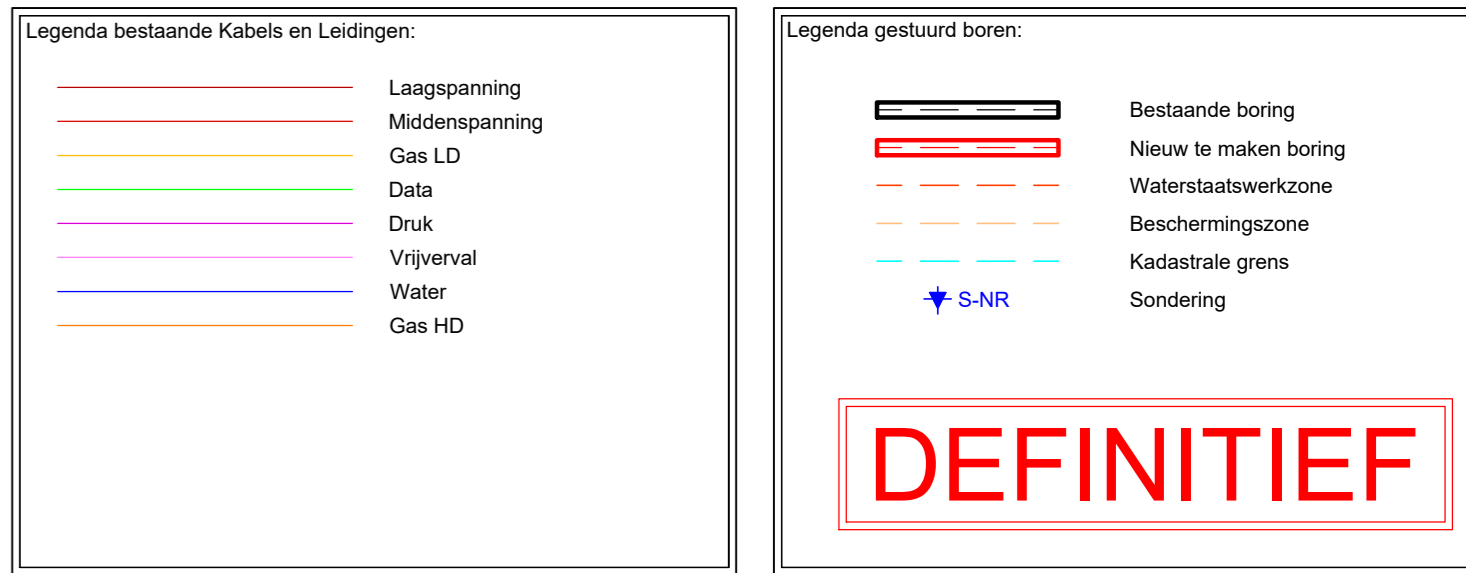 Legenda bestaande Kabels en Leidingen:
Laagspanning
Middenspanning
Gas LD
Data
Druk
Vrijverval
Water
Gas HD
Legenda gestuurd boren:
Bestaande boring
Nieuw te maken boring
Waterstaatswerkzone
Beschermingszone
Kadastrale grens
S-NR Sondering
DEFINITIEF